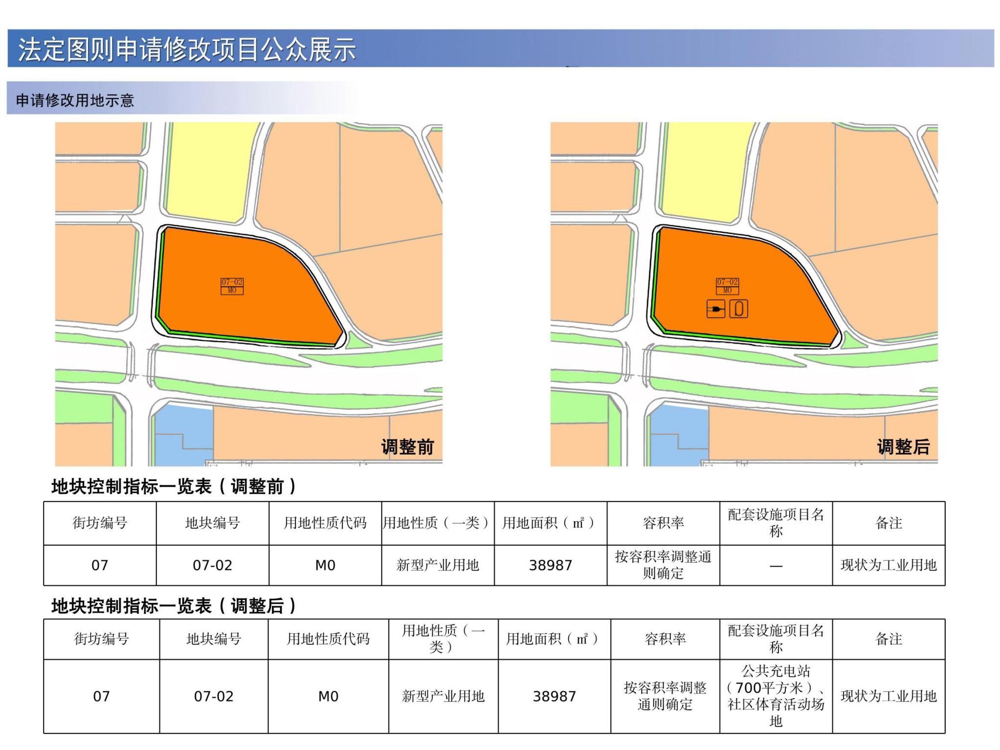 法定图则申请修改项目公众展示
申请修改用地示意
07-02
M0
调整前
07-02
M0
调整后
地块控制指标一览表（调整前）
街坊编号 地块编号 用地性质代码 用地性质（一类） 用地面积（㎡） 容积率 配套设施项目名
称 备注
07 07-02 M0 新型产业用地 38987 按容积率调整通
则确定 — 现状为工业用地
地块控制指标一览表（调整后）
街坊编号 地块编号 用地性质代码 用地性质（一
类） 用地面积（㎡） 容积率 配套设施项目名
称 备注
07 07-02 M0 新型产业用地 38987 按容积率调整
通则确定 公共充电站
（700平方米）、
社区体育活动场
地 现状为工业用地